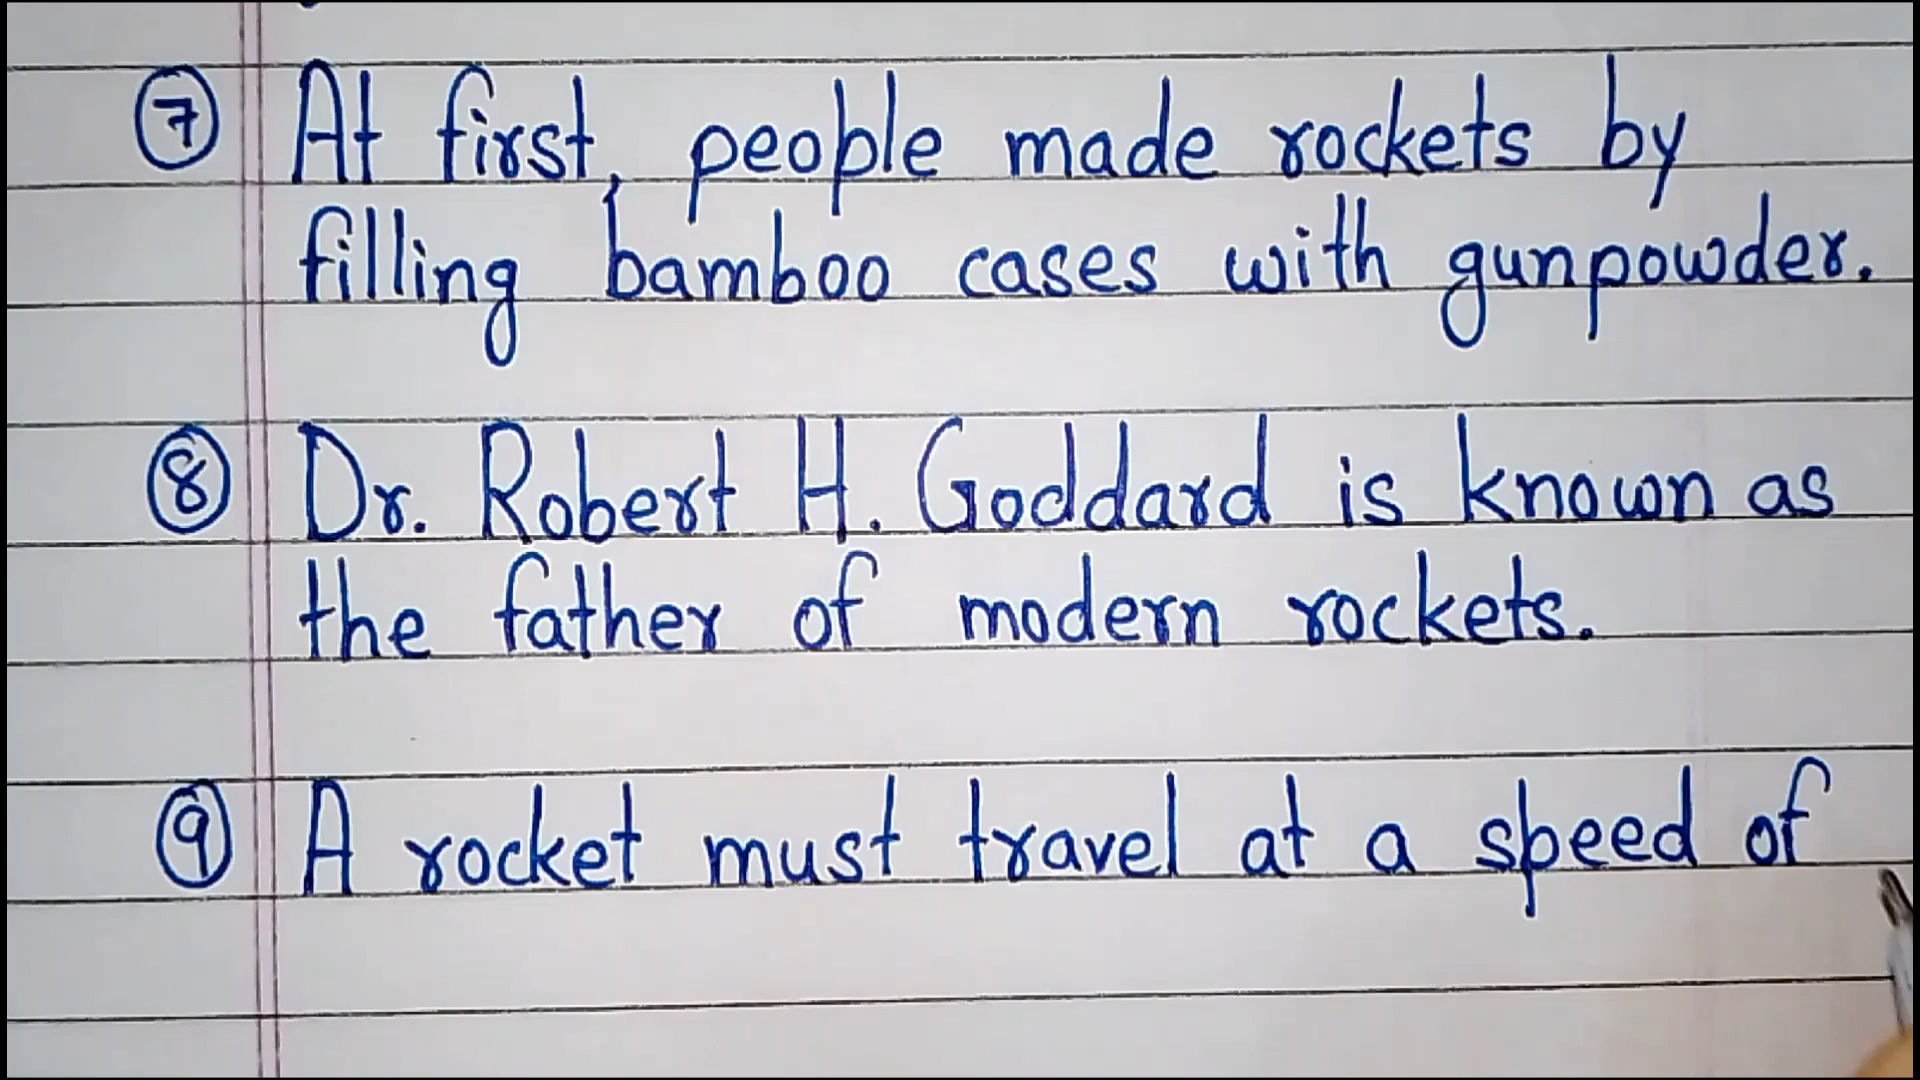 ⑦ At first, people made rockets by
filling bamboo cases with gunpowder.
⑧ Dr. Robert H. Goddard is known as
the father of modern rockets.
⑨ A rocket must travel at a speed of